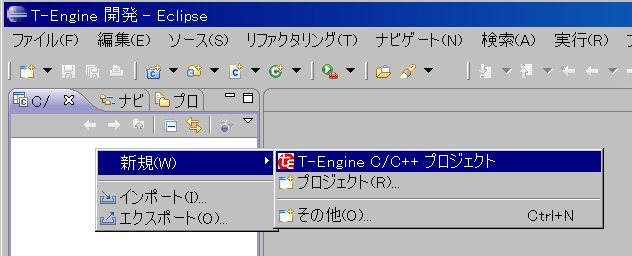 T-Engine 開発 - Eclipse
ファイル(F) 編集(E) ソース(S) リファクタリング(T) ナビゲート(N) 検索(A) 実行(R)
C/ ナビ プロ
新規(W)
T-Engine C/C++ プロジェクト
プロジェクト(R)...
インポート(I)...
エクスポート(O)...
その他(O)... Ctrl+N